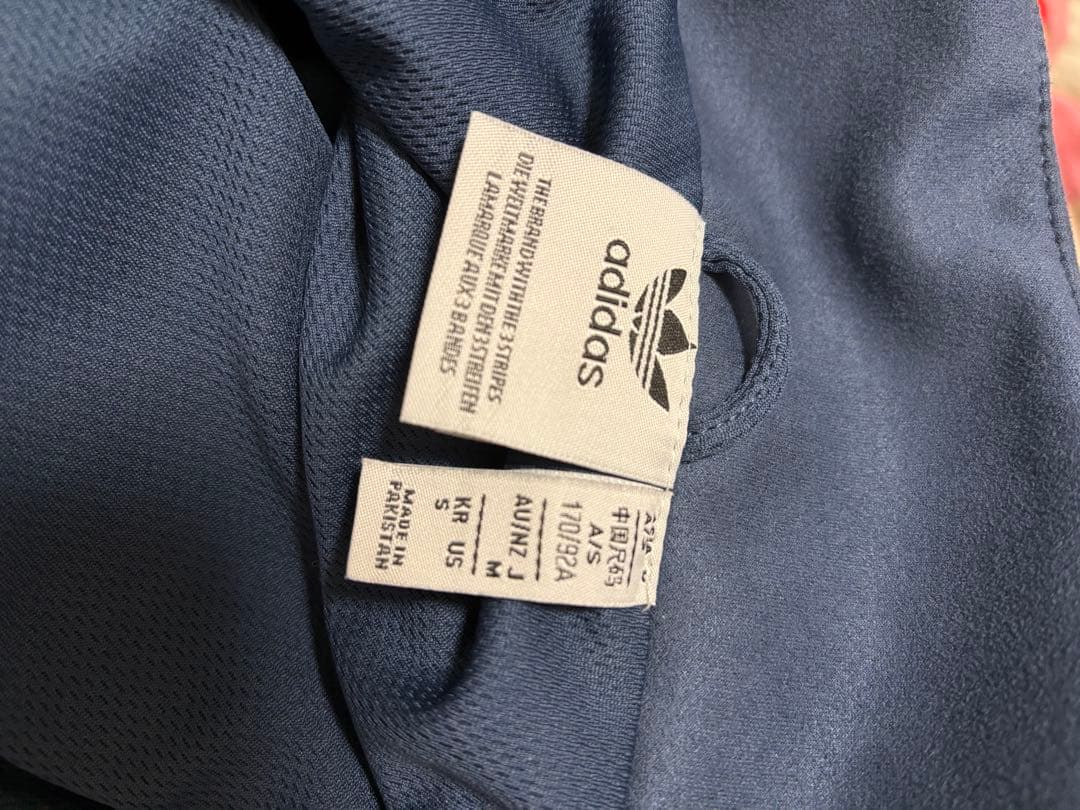 adidas
THE BRAND WITH THE 3 STRIPES
DIE WELTMARKE MIT DEN 3 STREIFEN
LA MARQUE AUX 3 BANDES
中国尺码
A/S
170/92A
AU/NZ J
M
KR US
S
MADE IN
PAKISTAN